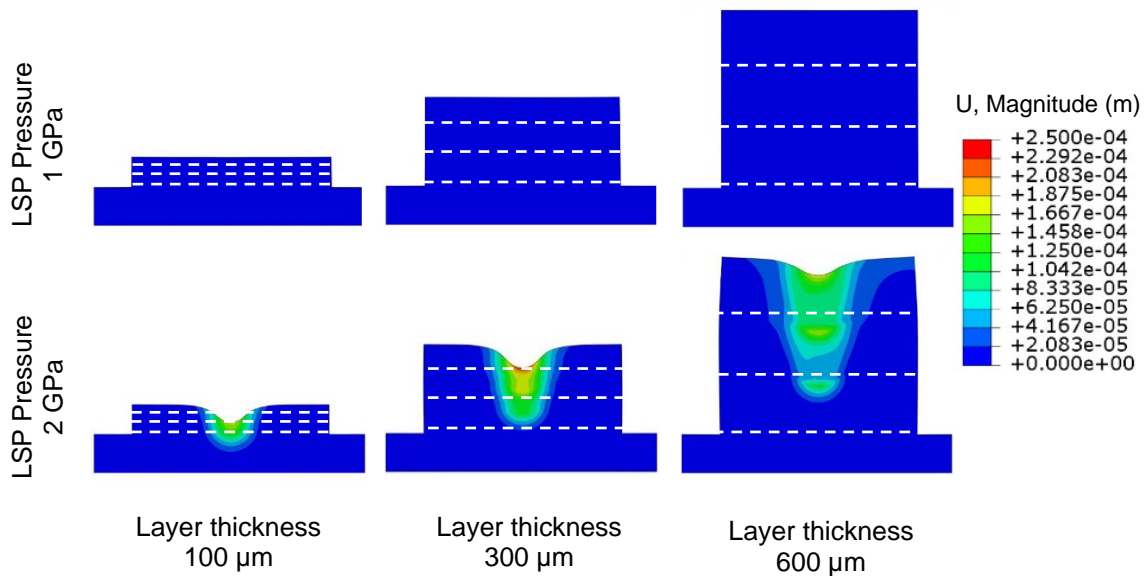 LSP Pressure
1 GPa
U, Magnitude (m)
+2.500e-04
+2.292e-04
+2.083e-04
+1.875e-04
+1.667e-04
+1.458e-04
+1.250e-04
+1.042e-04
+8.333e-05
+6.250e-05
+4.167e-05
+2.083e-05
+0.000e+00
LSP Pressure
2 GPa
Layer thickness
100 µm
Layer thickness
300 µm
Layer thickness
600 µm